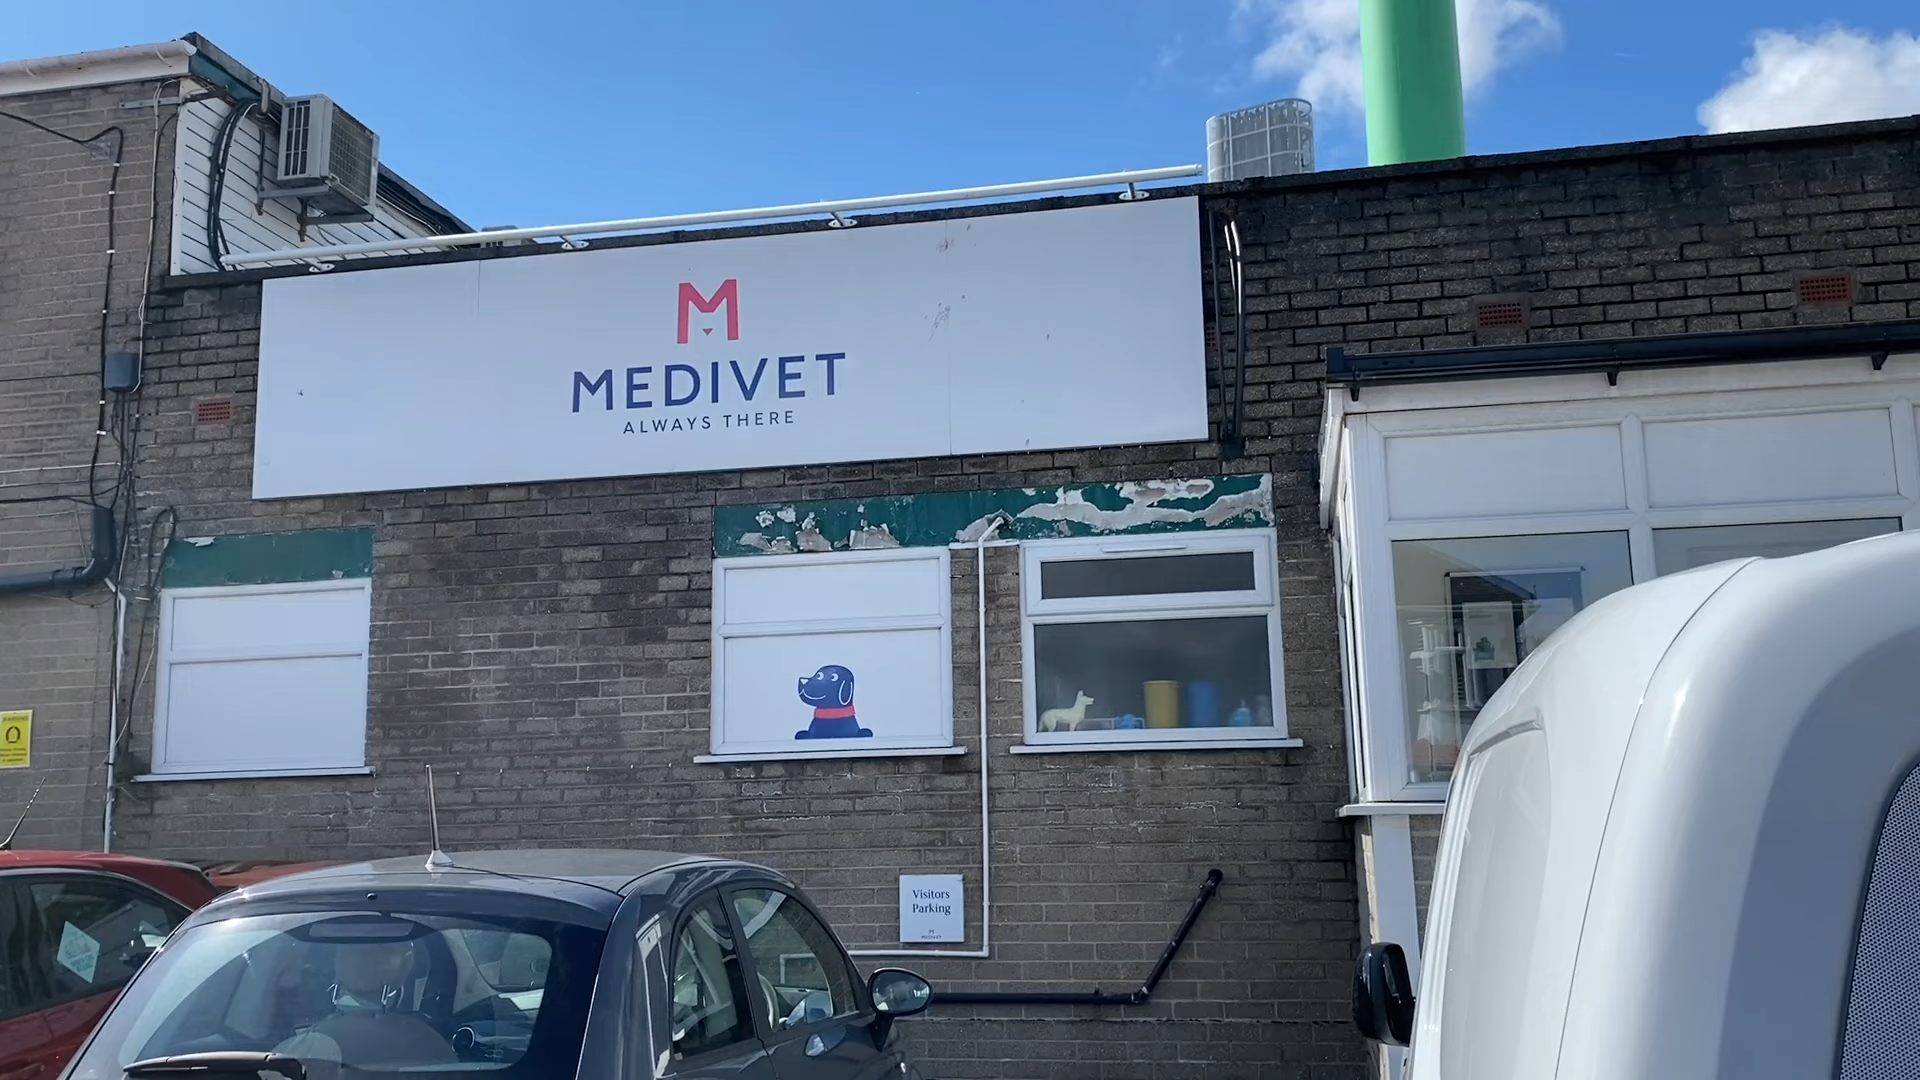 M
MEDIVET
ALWAYS THERE
Visitors
Parking
M
MEDIVET